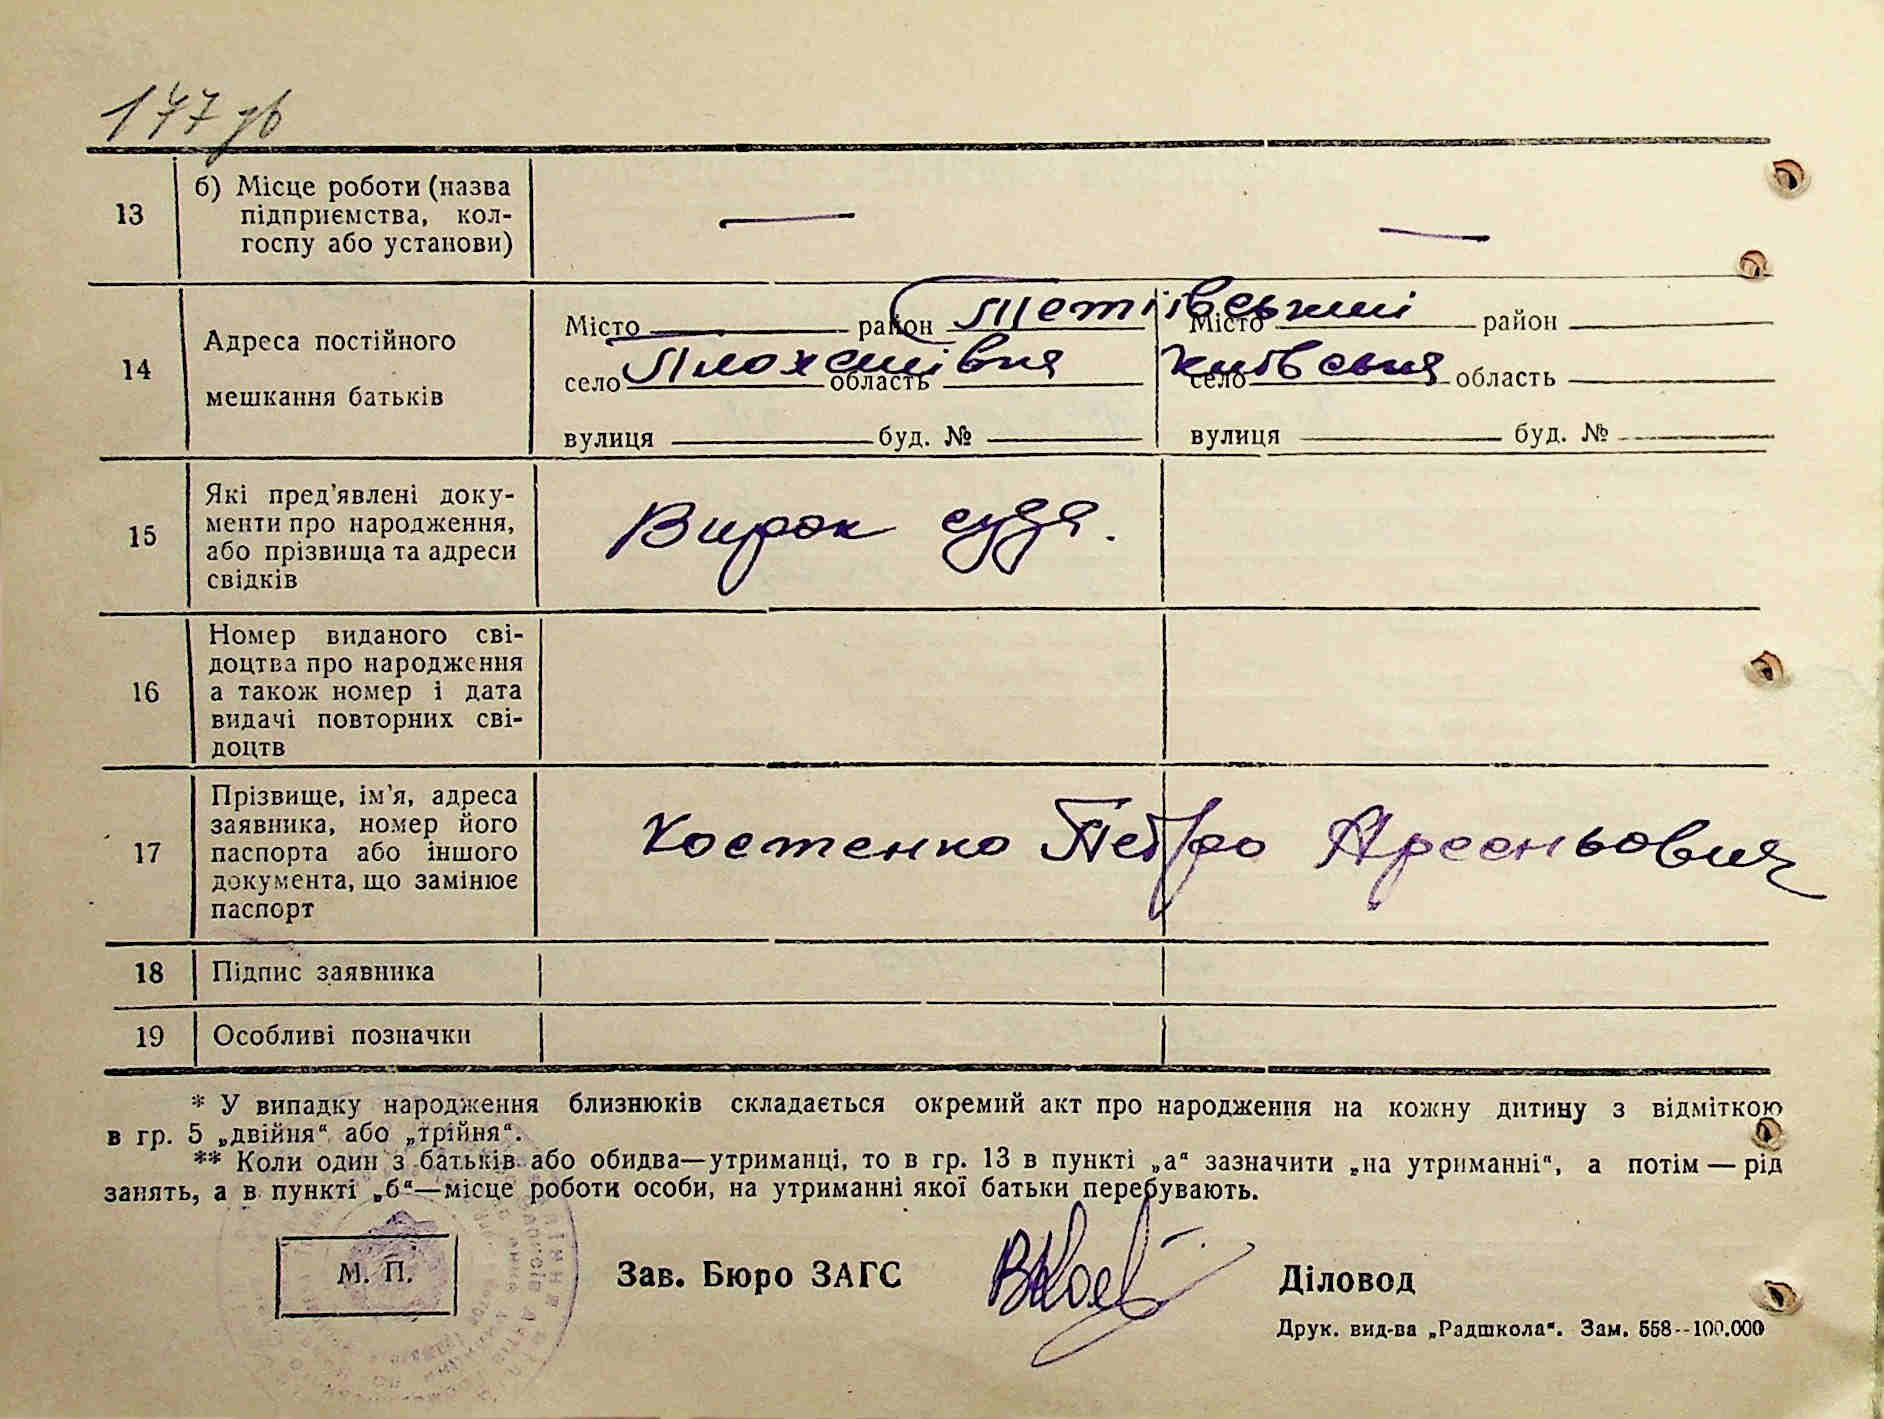 177 зв
13
б) Місце роботи (назва
підприємства, кол-
госпу або установи)
—
—
14
Адреса постійного
мешкання батьків
Місто район Тетіївський Місто район
село Плохенівка область Київська село область
вулиця буд. № вулиця буд. №
15
Які пред'явлені доку-
менти про народження,
або прізвища та адреси
свідків
Вирок суда.
16
Номер виданого сві-
доцтва про народження
а також номер і дата
видачі повторних сві-
доцтв
17
Прізвище, ім'я, адреса
заявника, номер його
паспорта або іншого
документа, що замінює
паспорт
Костенко Петро Арсеньович
18 Підпис заявника
19 Особливі позначки
* У випадку народження близнюків складається окремий акт про народження на кожну дитину з відміткою
в гр. 5 „двійня“ або „трійня“.
** Коли один з батьків або обидва—утриманці, то в гр. 13 в пункті „а“ зазначити „на утриманні“, а потім — рід
занять, а в пункті „б“—місце роботи особи, на утриманні якої батьки перебувають.
М. П.
Зав. Бюро ЗАГС
Діловод
Друк. вид-ва „Радшкола“. Зам. 558--100.000